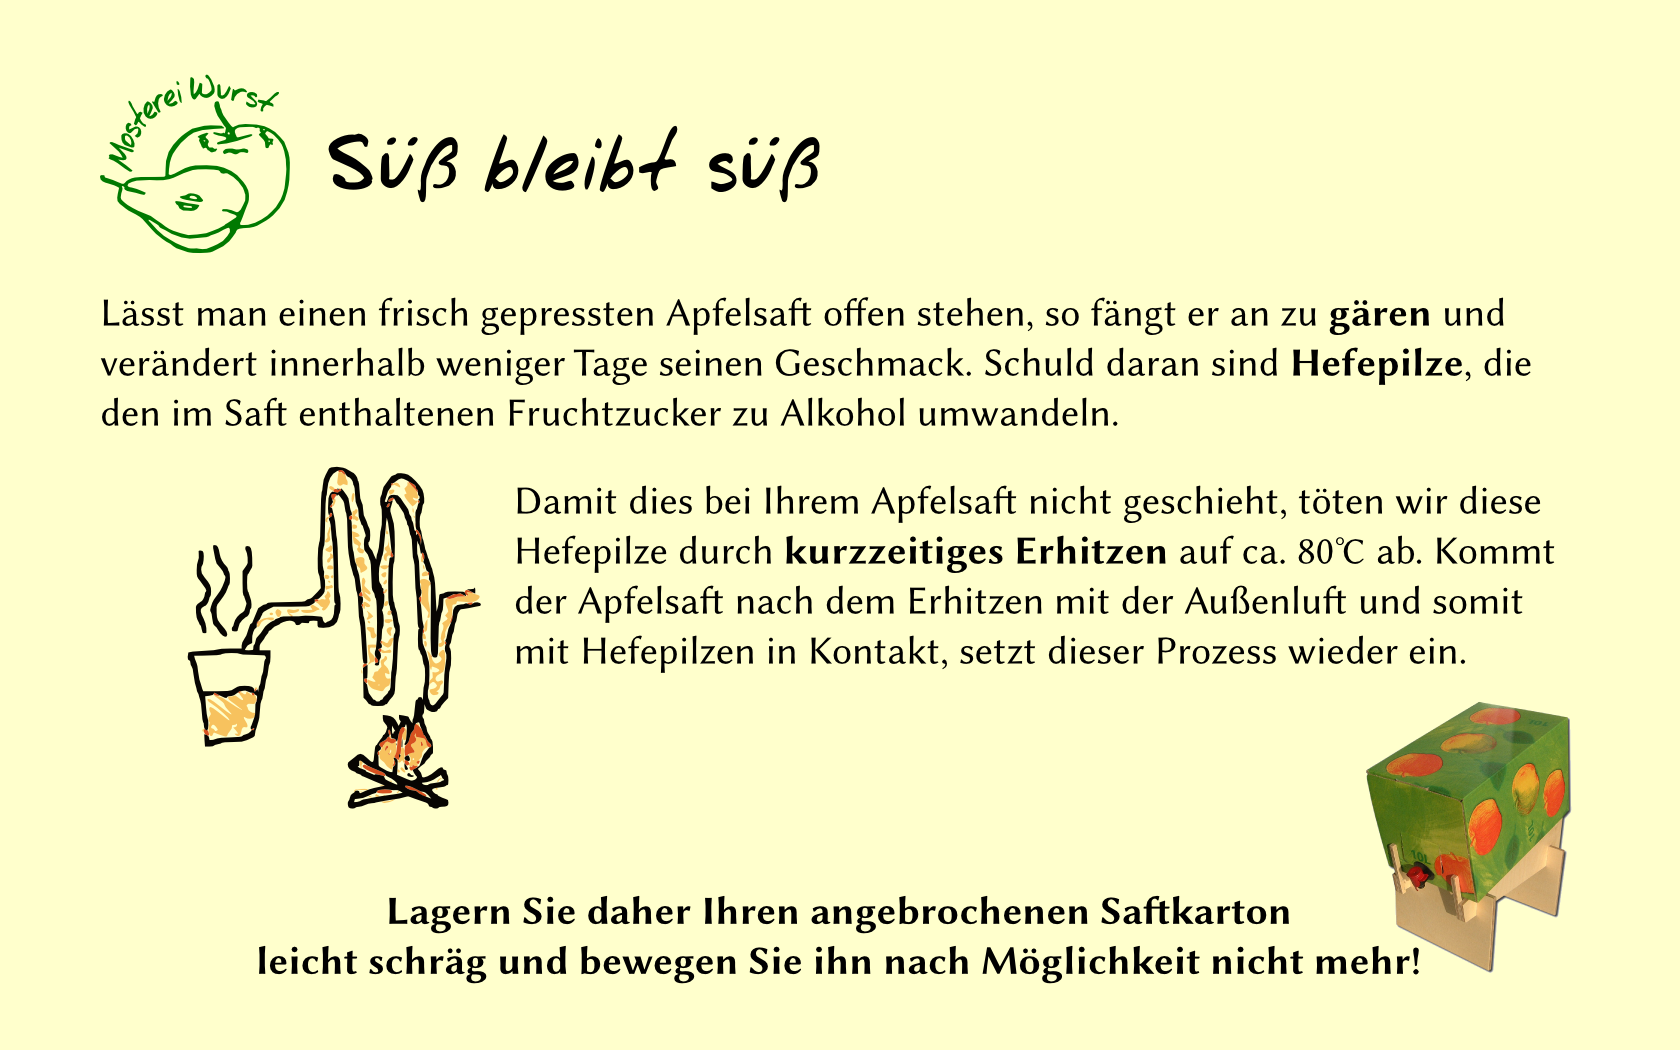 Mosterei Wurst
Süß bleibt süß
Lässt man einen frisch gepressten Apfelsaft offen stehen, so fängt er an zu gären und
verändert innerhalb weniger Tage seinen Geschmack. Schuld daran sind Hefepilze, die
den im Saft enthaltenen Fruchtzucker zu Alkohol umwandeln.
Damit dies bei Ihrem Apfelsaft nicht geschieht, töten wir diese
Hefepilze durch kurzzeitiges Erhitzen auf ca. 80℃ ab. Kommt
der Apfelsaft nach dem Erhitzen mit der Außenluft und somit
mit Hefepilzen in Kontakt, setzt dieser Prozess wieder ein.
10L
10L
Lagern Sie daher Ihren angebrochenen Saftkarton
leicht schräg und bewegen Sie ihn nach Möglichkeit nicht mehr!